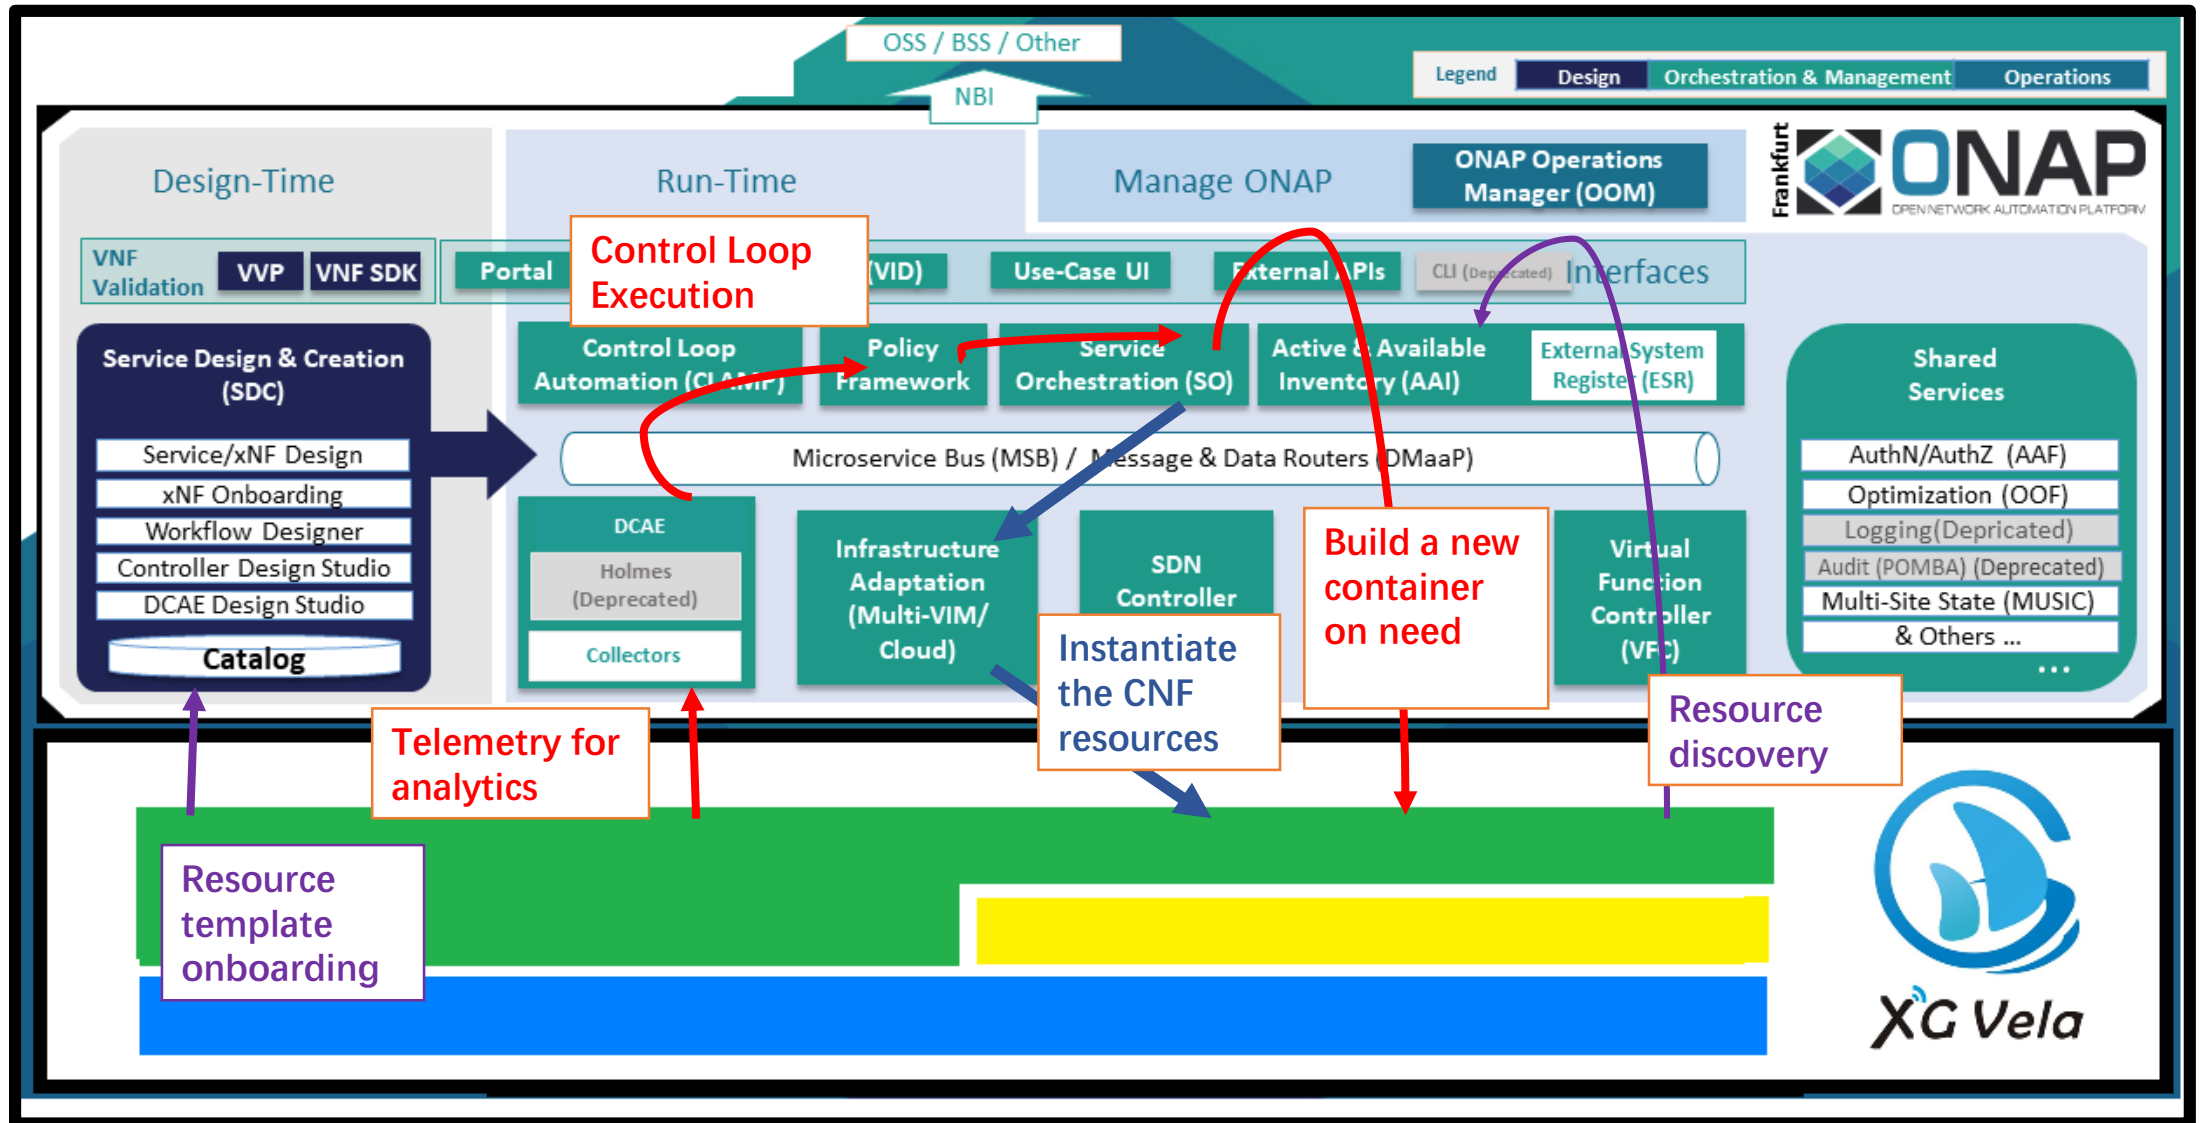 OSS / BSS / Other
NBI
Legend
Design
Orchestration & Management
Operations
Design-Time
Run-Time
Manage ONAP
ONAP Operations
Manager (OOM)
Frankfurt
ONAP
OPEN NETWORK AUTOMATION PLATFORM
VNF
Validation
VVP
VNF SDK
Portal
Control Loop
Execution
(VID)
Use-Case UI
External APIs
CLI (Deprecated)
Interfaces
Service Design & Creation
(SDC)
Service/xNF Design
xNF Onboarding
Workflow Designer
Controller Design Studio
DCAE Design Studio
Catalog
Control Loop
Automation (CLAMP)
Policy
Framework
Service
Orchestration (SO)
Active & Available
Inventory (AAI)
External System
Register (ESR)
Microservice Bus (MSB) / Message & Data Routers (DMaaP)
DCAE
Holmes
(Deprecated)
Collectors
Infrastructure
Adaptation
(Multi-VIM/
Cloud)
SDN
Controller
Build a new
container
on need
Virtual
Function
Controller
(VFC)
Shared
Services
AuthN/AuthZ (AAF)
Optimization (OOF)
Logging(Depricated)
Audit (POMBA) (Deprecated)
Multi-Site State (MUSIC)
& Others ...
...
Instantiate
the CNF
resources
Resource
discovery
Telemetry for
analytics
Resource
template
onboarding
XG Vela